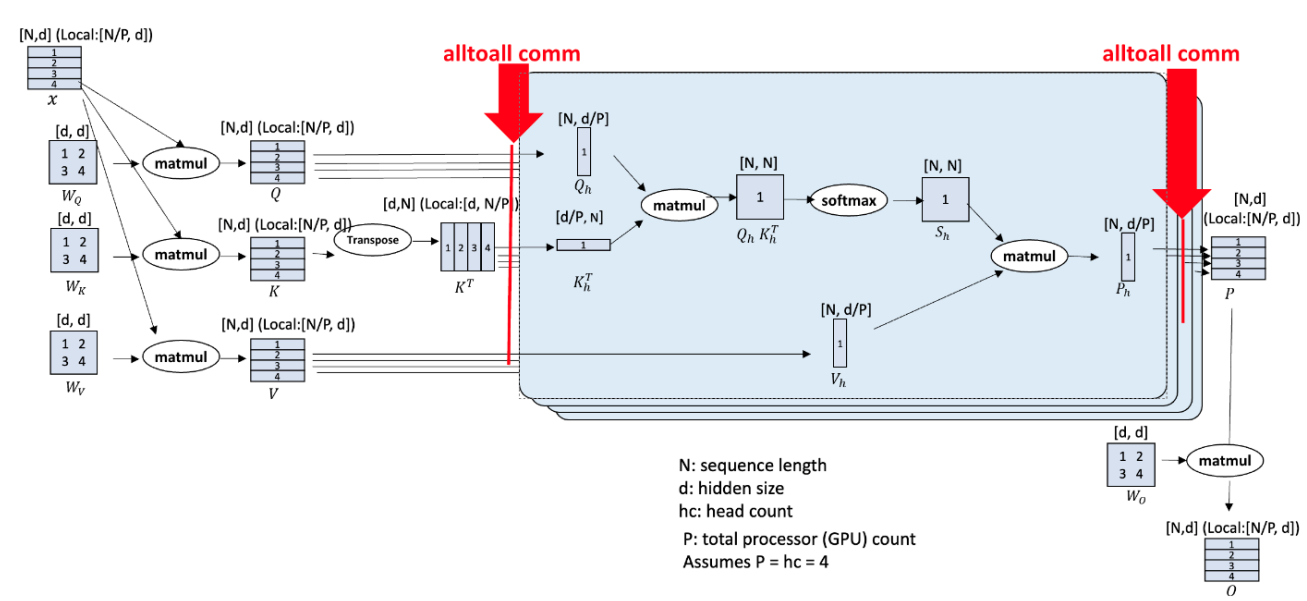 [N,d] (Local:[N/P, d])
1
2
3
4
x
alltoall comm
alltoall comm
[d, d]
1 2
3 4
W_Q
matmul
[N,d] (Local:[N/P, d])
1
2
3
4
Q
[d, d]
1 2
3 4
W_K
matmul
[N,d] (Local:[N/P, d])
1
2
3
4
K
Transpose
[d,N] (Local:[d, N/P])
1 2 3 4
K^T
[d, d]
1 2
3 4
W_V
matmul
[N,d] (Local:[N/P, d])
1
2
3
4
V
[N, d/P]
1
Q_h
[d/P, N]
1
K_h^T
matmul
[N, N]
1
Q_h K_h^T
softmax
[N, N]
1
S_h
[N, d/P]
1
V_h
matmul
[N, d/P]
1
P_h
[N,d]
(Local:[N/P, d])
1
2
3
4
P
[d, d]
1 2
3 4
W_O
matmul
[N,d] (Local:[N/P, d])
1
2
3
4
O
N: sequence length
d: hidden size
hc: head count
P: total processor (GPU) count
Assumes P = hc = 4